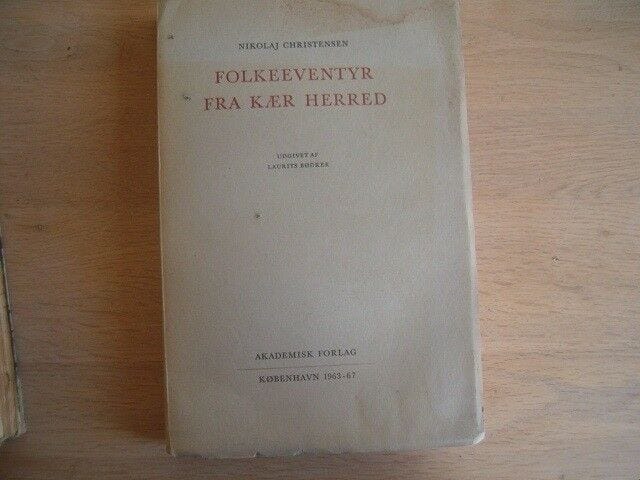 NIKOLAJ CHRISTENSEN
FOLKEEVENTYR
FRA KÆR HERRED
UDGIVET AF
LAURITS BØDKER
AKADEMISK FORLAG
KØBENHAVN 1963-67